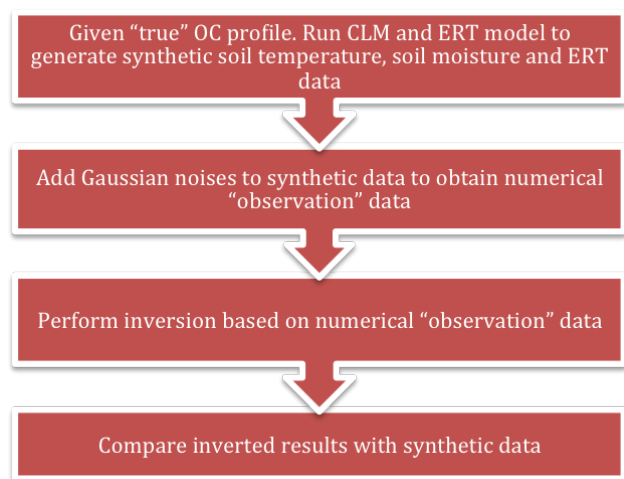 Given “true” OC profile. Run CLM and ERT model to
generate synthetic soil temperature, soil moisture and ERT
data
Add Gaussian noises to synthetic data to obtain numerical
“observation” data
Perform inversion based on numerical “observation” data
Compare inverted results with synthetic data